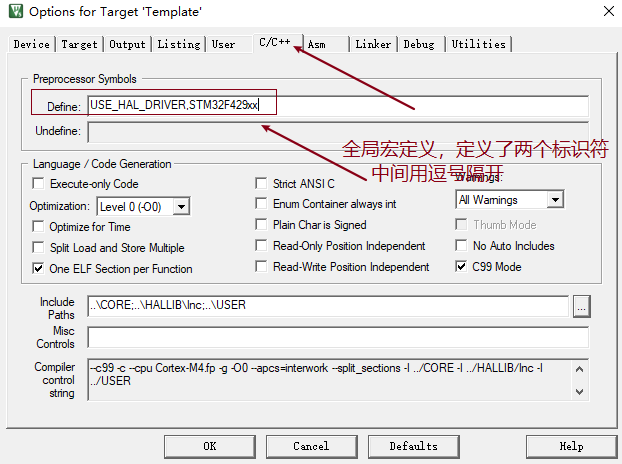 Options for Target 'Template'
Device Target Output Listing User C/C++ Asm Linker Debug Utilities
Preprocessor Symbols
Define: USE_HAL_DRIVER,STM32F429xx
Undefine:
全局宏定义，定义了两个标识符
中间用逗号隔开
Language / Code Generation
Execute-only Code
Strict ANSI C
Warnings:
Optimization: Level 0 (-O0)
Enum Container always int
All Warnings
Optimize for Time
Plain Char is Signed
Thumb Mode
Split Load and Store Multiple
Read-Only Position Independent
No Auto Includes
One ELF Section per Function
Read-Write Position Independent
C99 Mode
Include
Paths
..\CORE;..\HALLIB\Inc;..\USER
...
Misc
Controls
Compiler
control
string
--c99 -c --cpu Cortex-M4.fp -g -O0 --apcs=interwork --split_sections -I ../CORE -I ../HALLIB/Inc -I
../USER
OK Cancel Defaults Help